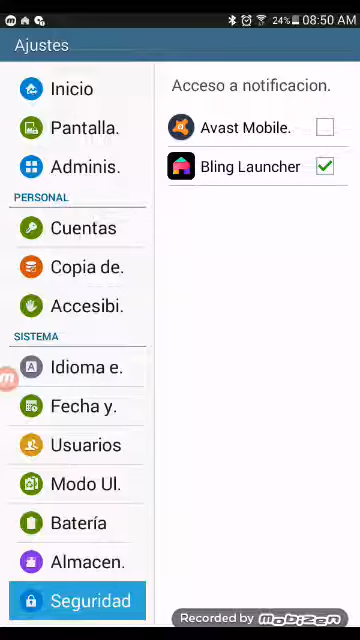 24% 08:50 AM
Ajustes
Inicio
Pantalla.
Adminis.
PERSONAL
Cuentas
Copia de.
Accesibi.
SISTEMA
Idioma e.
Fecha y.
Usuarios
Modo Ul.
Batería
Almacen.
Seguridad
Acceso a notificacion.
Avast Mobile.
Bling Launcher
Recorded by mobizen